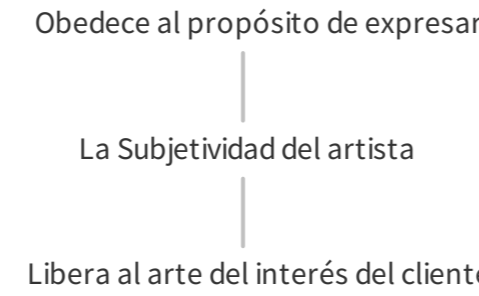 Obedece al propósito de expresar
La Subjetividad del artista
Libera al arte del interés del cliente